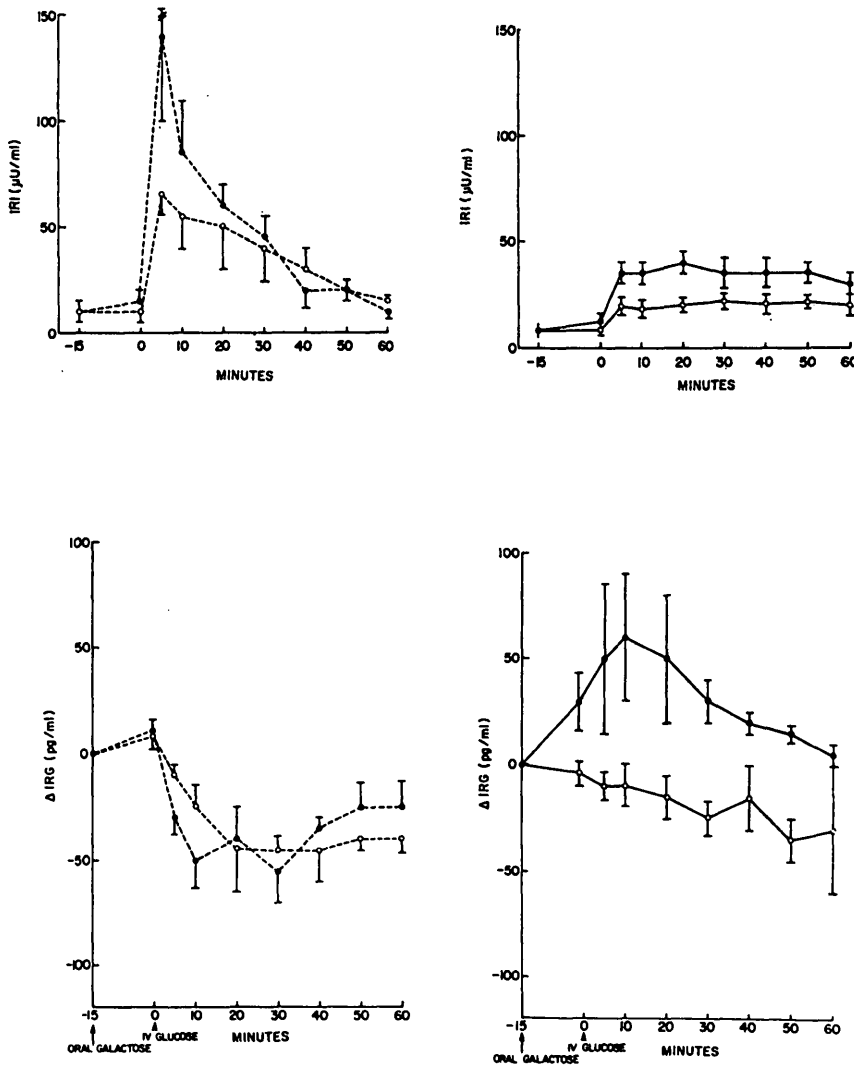 150
100
50
0
IRI (µU/ml)
-15 0 10 20 30 40 50 60
MINUTES
150
100
50
0
IRI (µU/ml)
-15 0 10 20 30 40 50 60
MINUTES
100
50
0
-50
-100
Δ IRG (pg/ml)
-15 0 10 20 30 40 50 60
IV GLUCOSE MINUTES
ORAL GALACTOSE
100
50
0
-50
-100
Δ IRG (pg/ml)
-15 0 10 20 30 40 50 60
IV GLUCOSE MINUTES
ORAL GALACTOSE